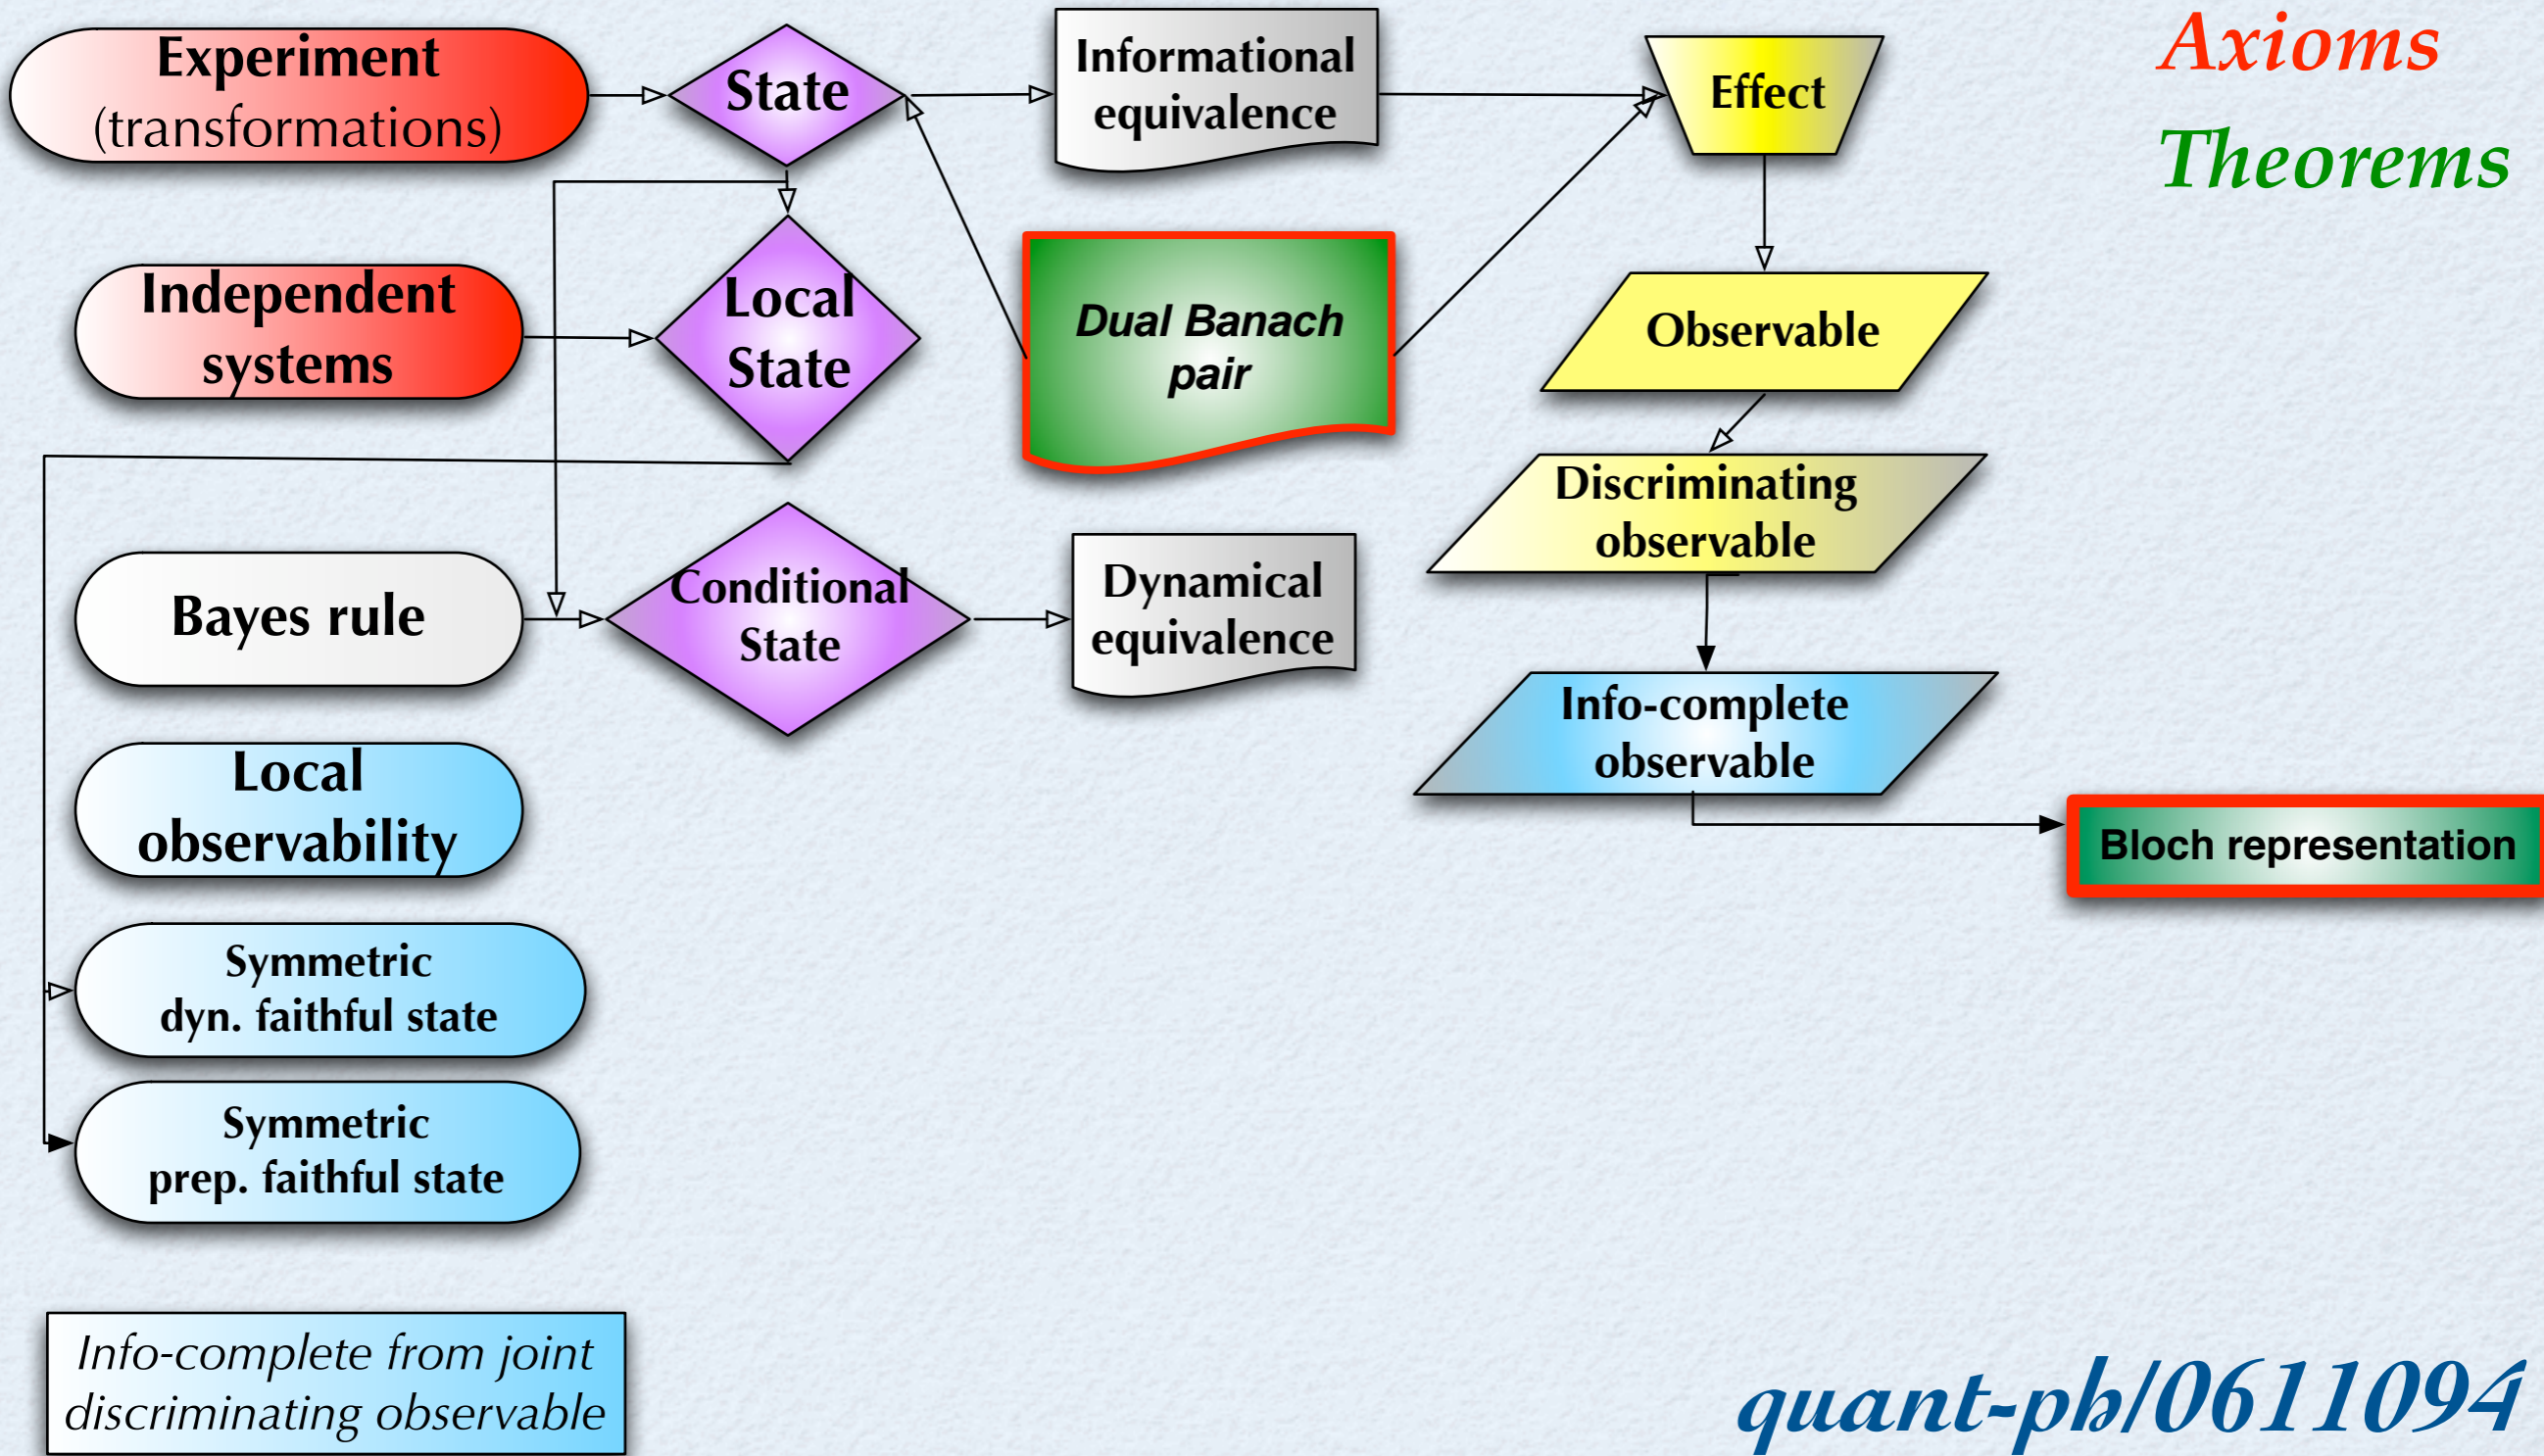 Experiment
(transformations)
State
Informational
equivalence
Effect
Axioms
Theorems
Independent
systems
Local
State
Dual Banach
pair
Observable
Discriminating
observable
Bayes rule
Conditional
State
Dynamical
equivalence
Info-complete
observable
Local
observability
Bloch representation
Symmetric
dyn. faithful state
Symmetric
prep. faithful state
Info-complete from joint
discriminating observable
quant-ph/0611094